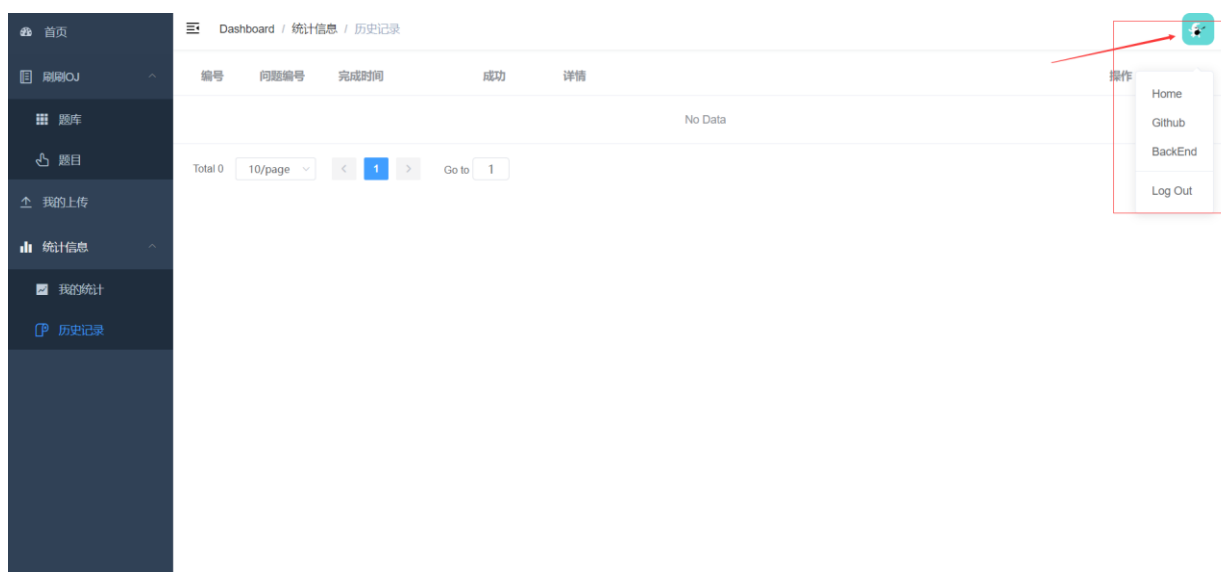 首页
Dashboard / 统计信息 / 历史记录
刷刷OJ
编号 问题编号 完成时间 成功 详情 操作
Home
题库
No Data
Github
题目
BackEnd
Total 0 10/page < 1 > Go to 1
Log Out
我的上传
统计信息
我的统计
历史记录